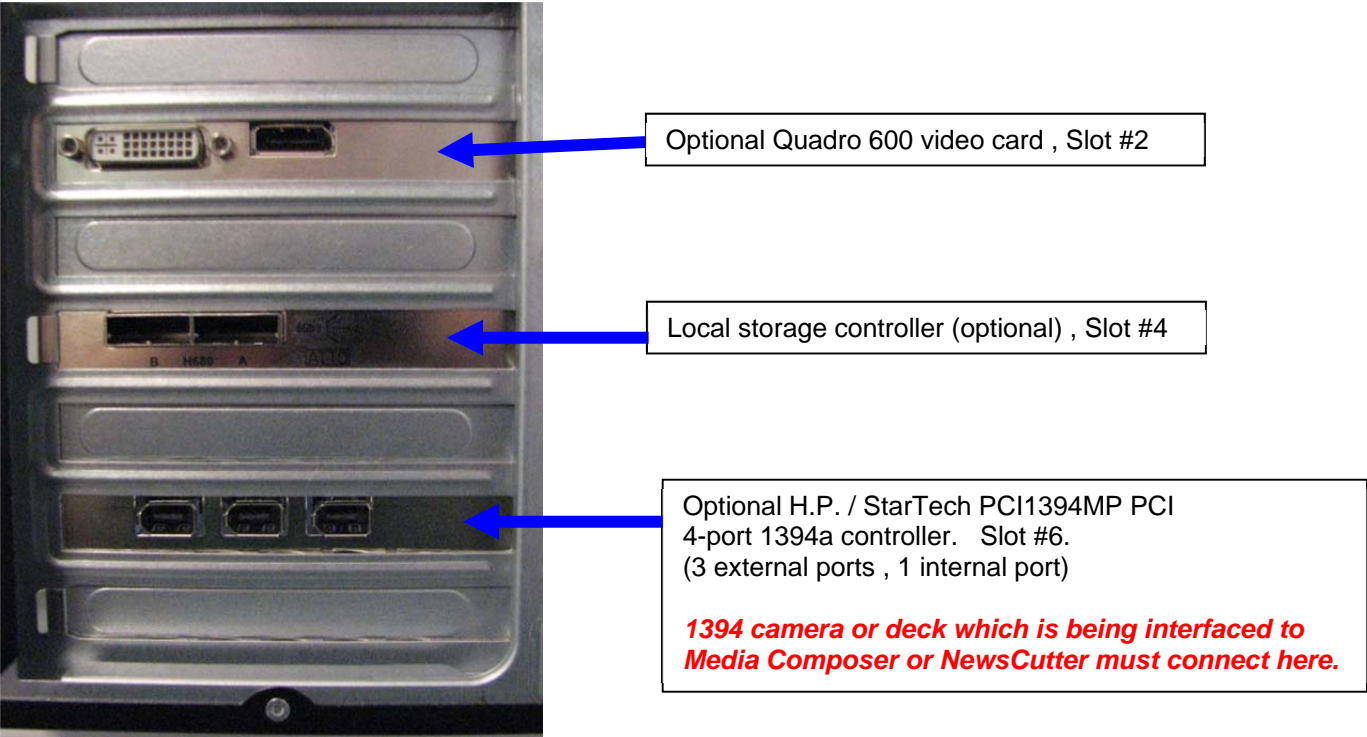 Optional Quadro 600 video card , Slot #2
Local storage controller (optional) , Slot #4
6Gb/s
B H680 A
Optional H.P. / StarTech PCI1394MP PCI
4-port 1394a controller. Slot #6.
(3 external ports , 1 internal port)
1394 camera or deck which is being interfaced to
Media Composer or NewsCutter must connect here.